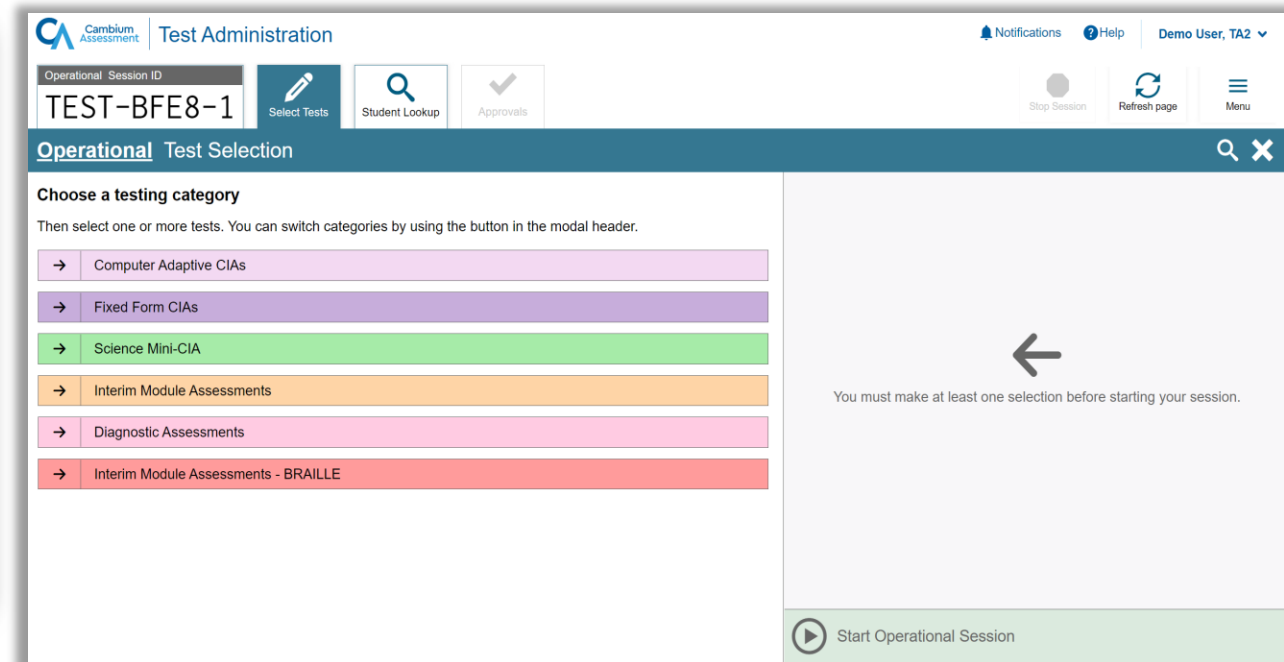 Cambium Assessment
Test Administration
Notifications
Help
Demo User, TA2
Operational Session ID
TEST-BFE8-1
Select Tests
Student Lookup
Approvals
Stop Session
Refresh page
Menu
Operational Test Selection
Choose a testing category
Then select one or more tests. You can switch categories by using the button in the modal header.
Computer Adaptive CIAs
Fixed Form CIAs
Science Mini-CIA
Interim Module Assessments
Diagnostic Assessments
Interim Module Assessments - BRAILLE
You must make at least one selection before starting your session.
Start Operational Session